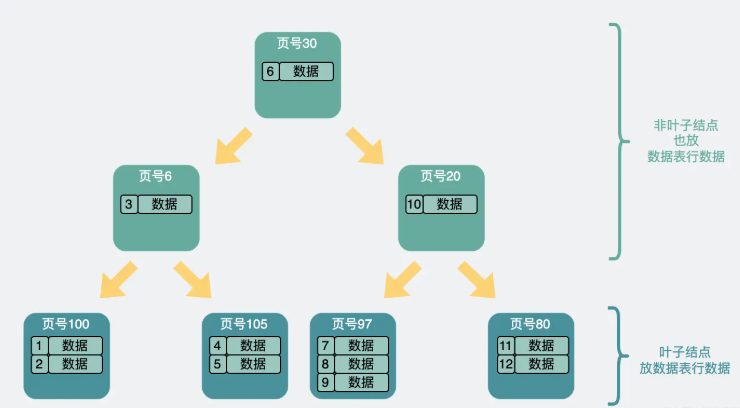 页号30
6 数据
非叶子结点
也放
数据表行数据
页号6
3 数据
页号20
10 数据
页号100
1 数据
2 数据
页号105
4 数据
5 数据
页号97
7 数据
8 数据
9 数据
页号80
11 数据
12 数据
叶子结点
放数据表行数据